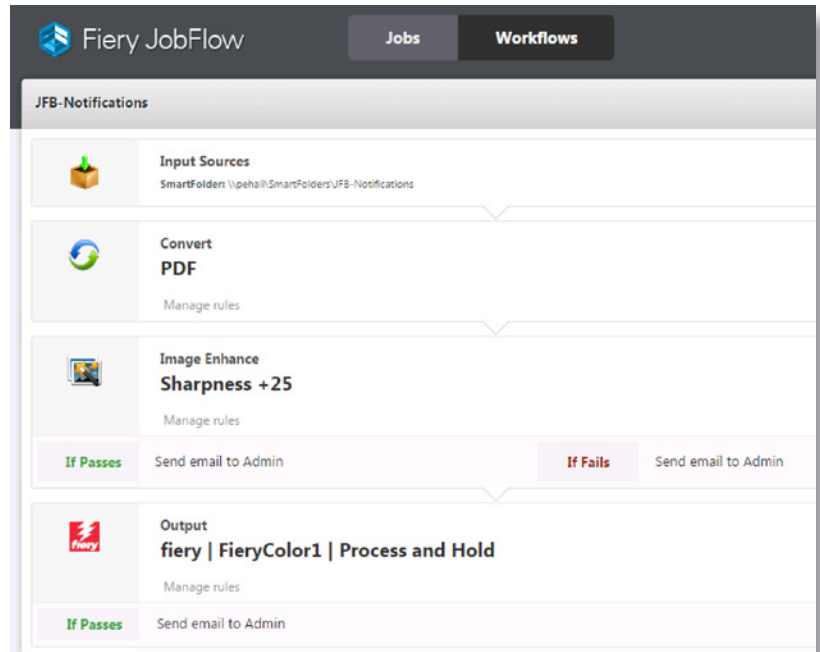 Fiery JobFlow
Jobs
Workflows
JFB-Notifications
Input Sources
SmartFolder: \\pehall\SmartFolders\JFB-Notifications
Convert
PDF
Manage rules
Image Enhance
Sharpness +25
Manage rules
If Passes
Send email to Admin
If Fails
Send email to Admin
fiery
Output
fiery | FieryColor1 | Process and Hold
Manage rules
If Passes
Send email to Admin